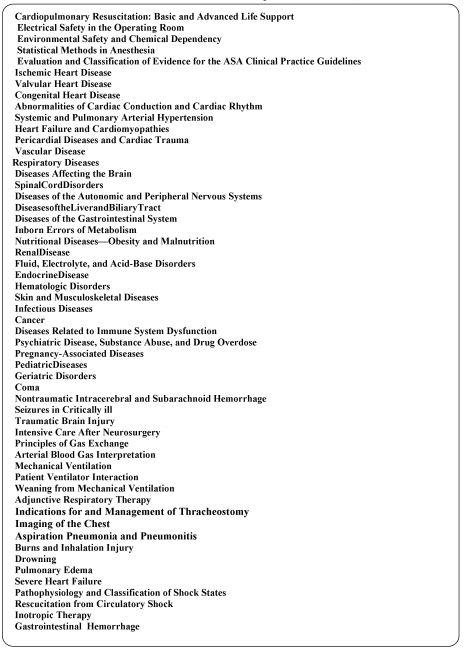 Cardiopulmonary Resuscitation: Basic and Advanced Life Support
Electrical Safety in the Operating Room
Environmental Safety and Chemical Dependency
Statistical Methods in Anesthesia
Evaluation and Classification of Evidence for the ASA Clinical Practice Guidelines
Ischemic Heart Disease
Valvular Heart Disease
Congenital Heart Disease
Abnormalities of Cardiac Conduction and Cardiac Rhythm
Systemic and Pulmonary Arterial Hypertension
Heart Failure and Cardiomyopathies
Pericardial Diseases and Cardiac Trauma
Vascular Disease
Respiratory Diseases
Diseases Affecting the Brain
SpinalCordDisorders
Diseases of the Autonomic and Peripheral Nervous Systems
DiseasesoftheLiverandBiliaryTract
Diseases of the Gastrointestinal System
Inborn Errors of Metabolism
Nutritional Diseases—Obesity and Malnutrition
RenalDisease
Fluid, Electrolyte, and Acid-Base Disorders
EndocrineDisease
Hematologic Disorders
Skin and Musculoskeletal Diseases
Infectious Diseases
Cancer
Diseases Related to Immune System Dysfunction
Psychiatric Disease, Substance Abuse, and Drug Overdose
Pregnancy-Associated Diseases
PediatricDiseases
Geriatric Disorders
Coma
Nontraumatic Intracerebral and Subarachnoid Hemorrhage
Seizures in Critically ill
Traumatic Brain Injury
Intensive Care After Neurosurgery
Principles of Gas Exchange
Arterial Blood Gas Interpretation
Mechanical Ventilation
Patient Ventilator Interaction
Weaning from Mechanical Ventilation
Adjunctive Respiratory Therapy
Indications for and Management of Thracheostomy
Imaging of the Chest
Aspiration Pneumonia and Pneumonitis
Burns and Inhalation Injury
Drowning
Pulmonary Edema
Severe Heart Failure
Pathophysiology and Classification of Shock States
Rescucitation from Circulatory Shock
Inotropic Therapy
Gastrointestinal Hemorrhage